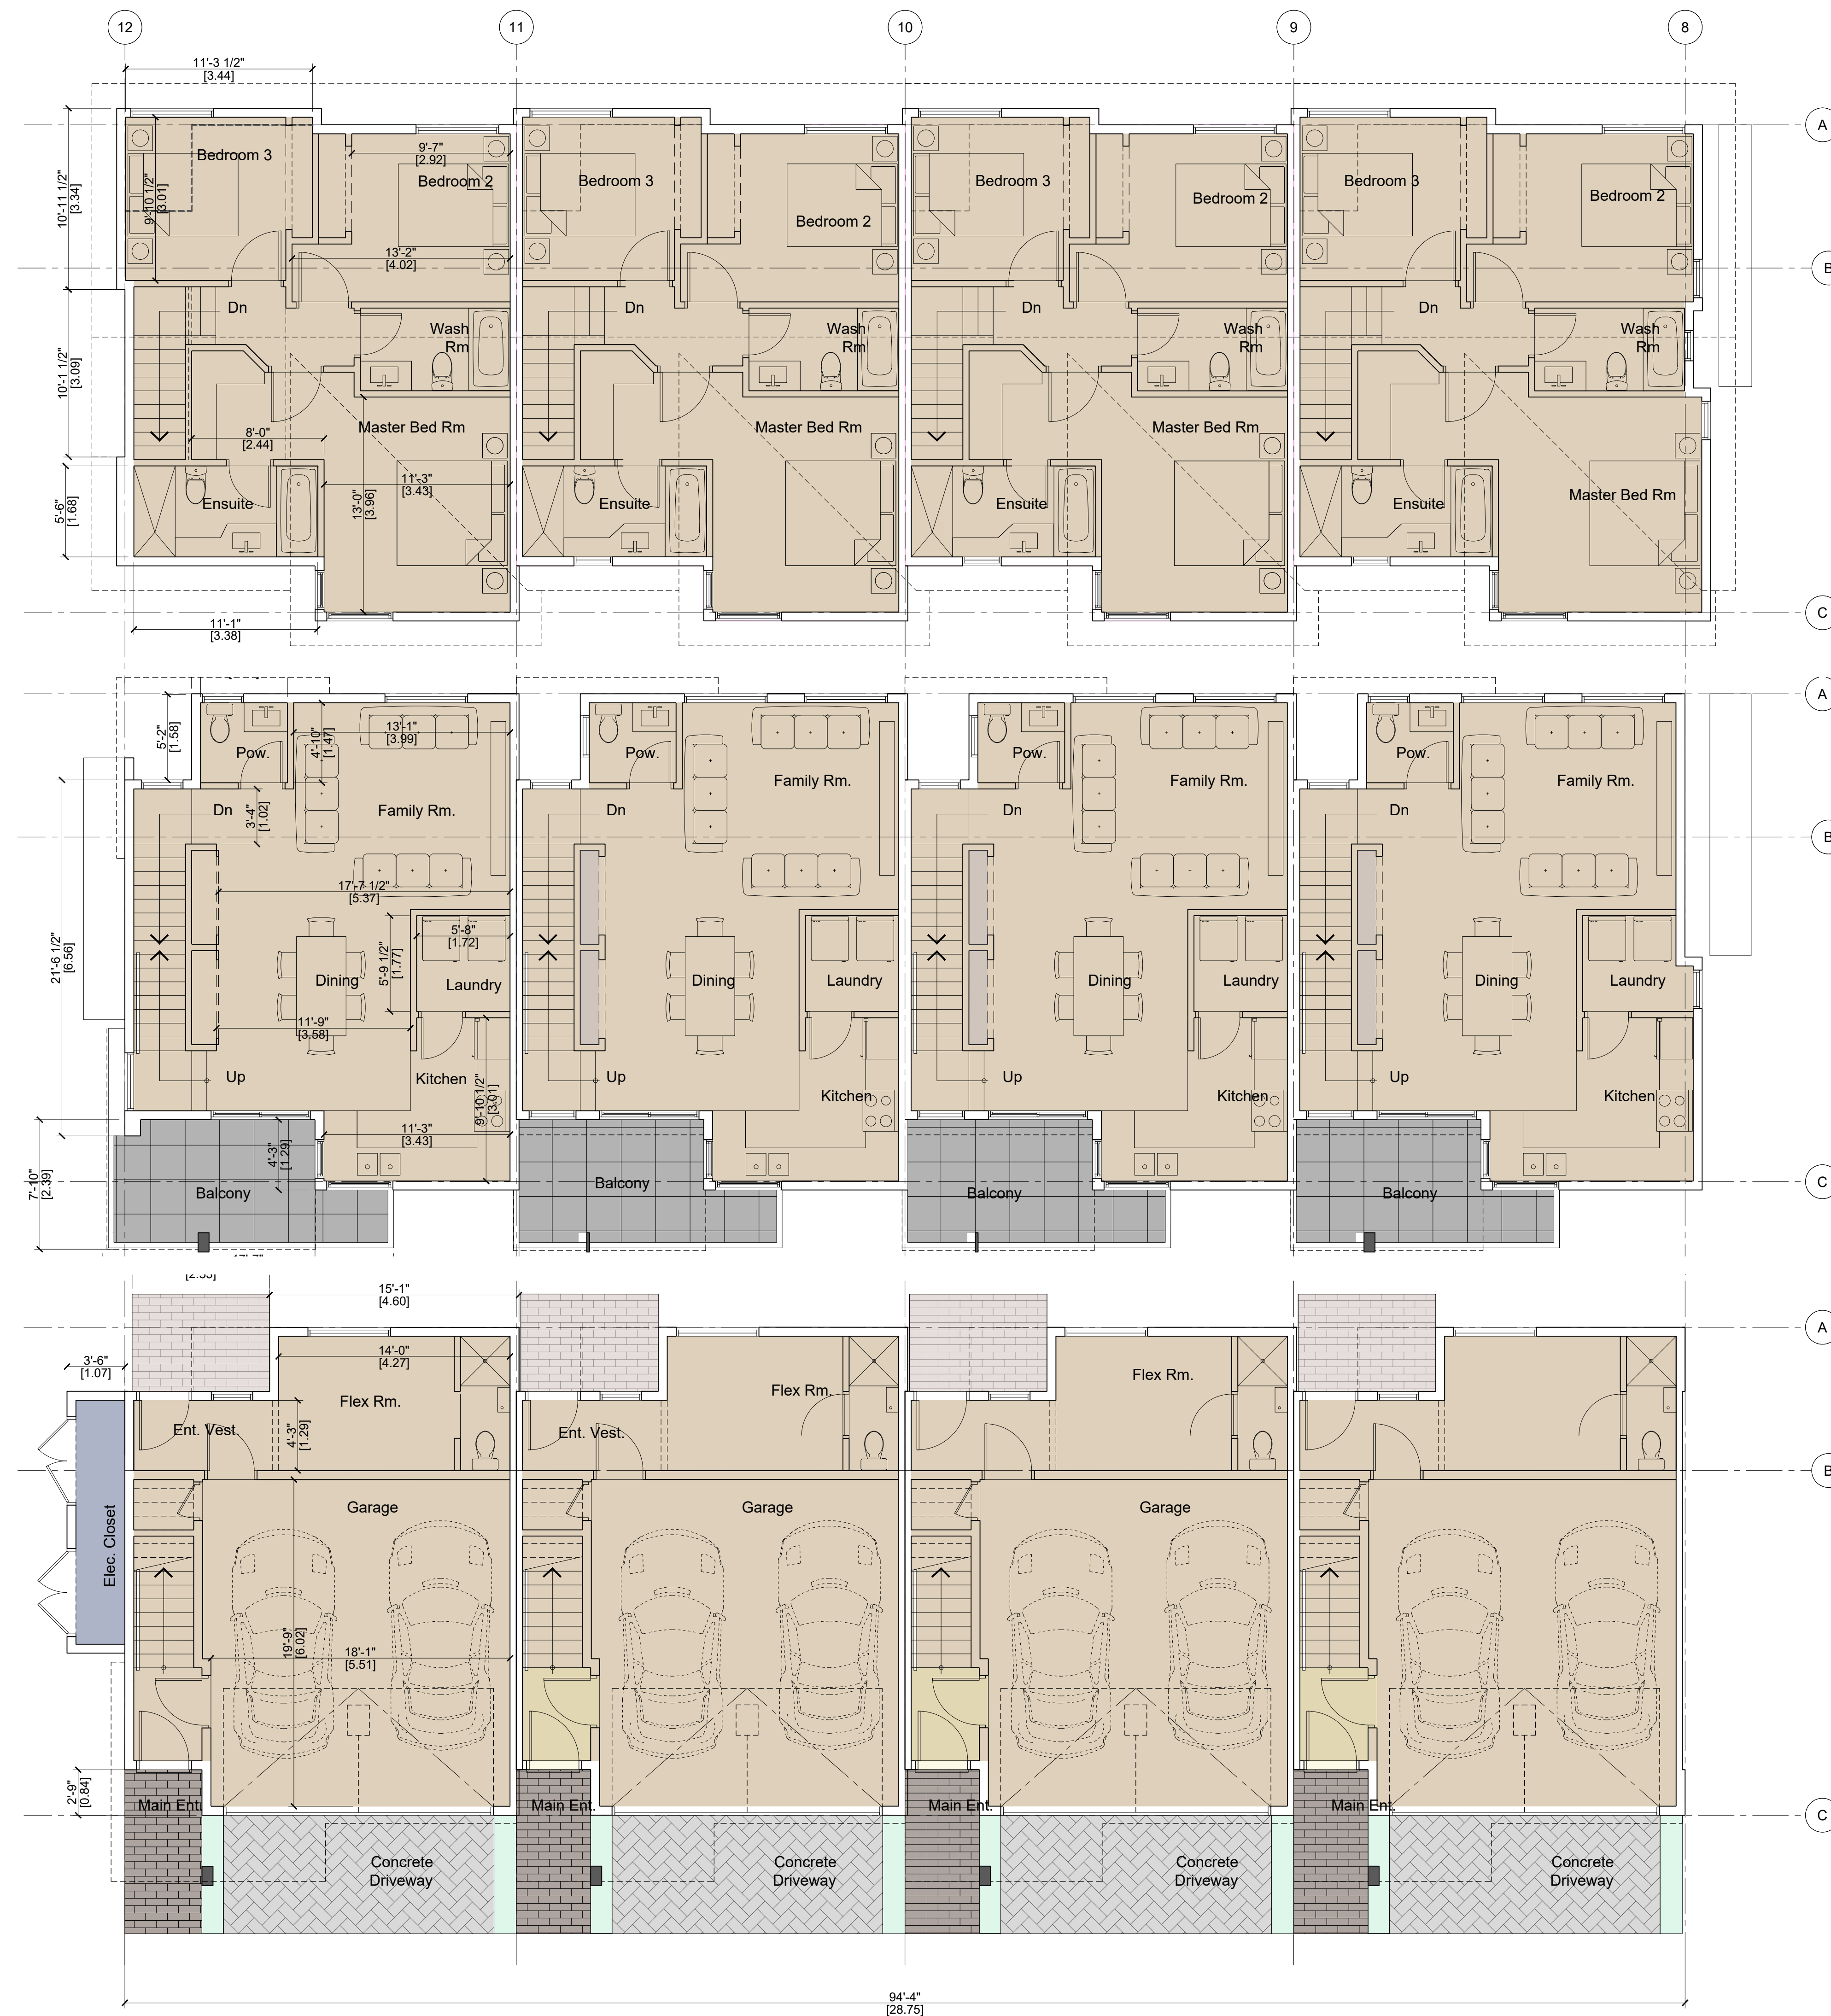 12
11
10
9
8
11'-3 1/2"
[3.44]
A
10'-11 1/2"
[3.34]
Bedroom 3
9'-10 1/2"
[3.01]
9'-7"
[2.92]
Bedroom 2
Bedroom 3
Bedroom 2
Bedroom 3
Bedroom 2
Bedroom 3
Bedroom 2
13'-2"
[4.02]
B
Dn
Wash
Rm
Dn
Wash
Rm
Dn
Wash
Rm
Dn
Wash
Rm
10'-1 1/2"
[3.09]
8'-0"
[2.44]
Master Bed Rm
Master Bed Rm
Master Bed Rm
Master Bed Rm
5'-6"
[1.68]
Ensuite
11'-3"
[3.43]
13'-0"
[3.96]
Ensuite
Ensuite
Ensuite
C
11'-1"
[3.38]
A
5'-2"
[1.58]
Pow.
4'-10"
[1.47]
13'-1"
[3.99]
Pow.
Pow.
Pow.
Dn
3'-4"
[1.02]
Family Rm.
Dn
Family Rm.
Dn
Family Rm.
Dn
Family Rm.
B
17'-7 1/2"
[5.37]
21'-6 1/2"
[6.56]
5'-8"
[1.72]
5'-9 1/2"
[1.77]
Dining
Laundry
Dining
Laundry
Dining
Laundry
Dining
Laundry
11'-9"
[3.58]
Up
Kitchen
9'-10 1/2"
[3.01]
Up
Kitchen
Up
Kitchen
Up
Kitchen
11'-3"
[3.43]
4'-3"
[1.29]
7'-10"
[2.39]
Balcony
Balcony
Balcony
Balcony
C
15'-1"
[4.60]
A
3'-6"
[1.07]
14'-0"
[4.27]
Flex Rm.
Flex Rm.
Flex Rm.
Ent. Vest.
4'-3"
[1.29]
Ent. Vest.
B
Elec. Closet
Garage
Garage
Garage
19'-9"
[6.02]
18'-1"
[5.51]
2'-9"
[0.84]
Main Ent.
Main Ent.
Main Ent.
Main Ent.
C
Concrete
Driveway
Concrete
Driveway
Concrete
Driveway
Concrete
Driveway
94'-4"
[28.75]